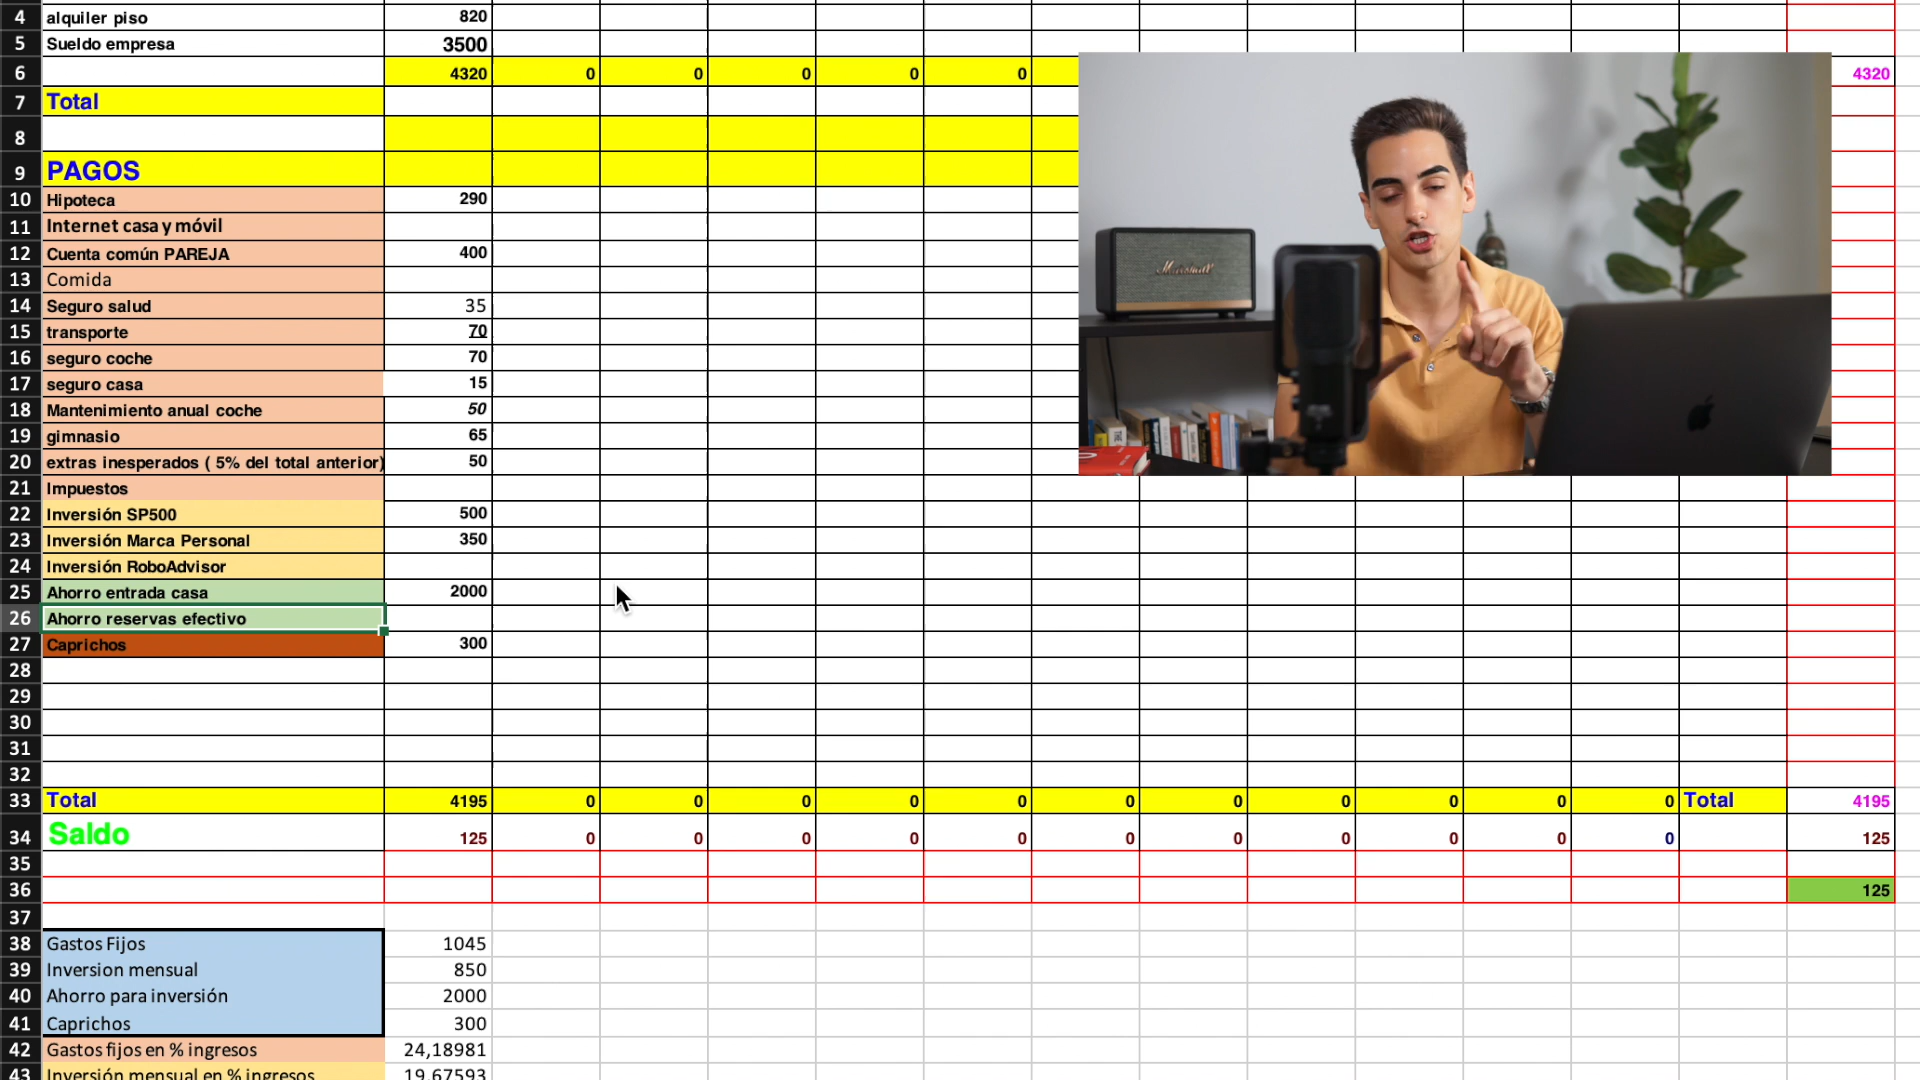 4 alquiler piso 820
5 Sueldo empresa 3500
6 4320 0 0 0 0 0 4320
7 Total
8
9 PAGOS
10 Hipoteca 290
11 Internet casa y móvil
12 Cuenta común PAREJA 400
13 Comida
14 Seguro salud 35
15 transporte 70
16 seguro coche 70
17 seguro casa 15
18 Mantenimiento anual coche 50
19 gimnasio 65
20 extras inesperados ( 5% del total anterior) 50
21 Impuestos
22 Inversión SP500 500
23 Inversión Marca Personal 350
24 Inversión RoboAdvisor
25 Ahorro entrada casa 2000
26 Ahorro reservas efectivo
27 Caprichos 300
28
29
30
31
32
33 Total 4195 0 0 0 0 0 0 0 0 0 0 0 Total 4195
34 Saldo 125 0 0 0 0 0 0 0 0 0 0 0 125
35
36 125
37
38 Gastos Fijos 1045
39 Inversion mensual 850
40 Ahorro para inversión 2000
41 Caprichos 300
42 Gastos fijos en % ingresos 24,18981
43 Inversión mensual en % ingresos 19,67593
Marshall